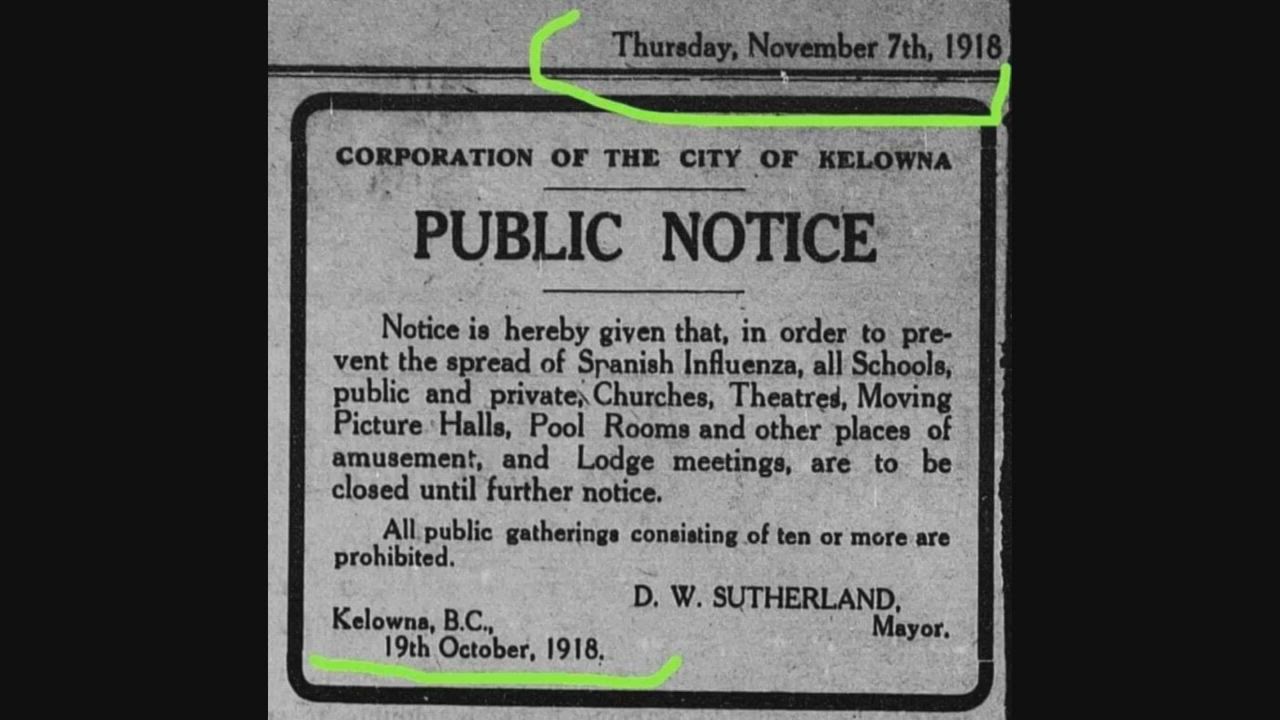 Thursday, November 7th, 1918
CORPORATION OF THE CITY OF KELOWNA
PUBLIC NOTICE
Notice is hereby given that, in order to pre-
vent the spread of Spanish Influenza, all Schools,
public and private, Churches, Theatres, Moving
Picture Halls, Pool Rooms and other places of
amusement, and Lodge meetings, are to be
closed until further notice.
All public gatherings consisting of ten or more are
prohibited.
D. W. SUTHERLAND,
Mayor.
Kelowna, B.C.,
19th October, 1918.